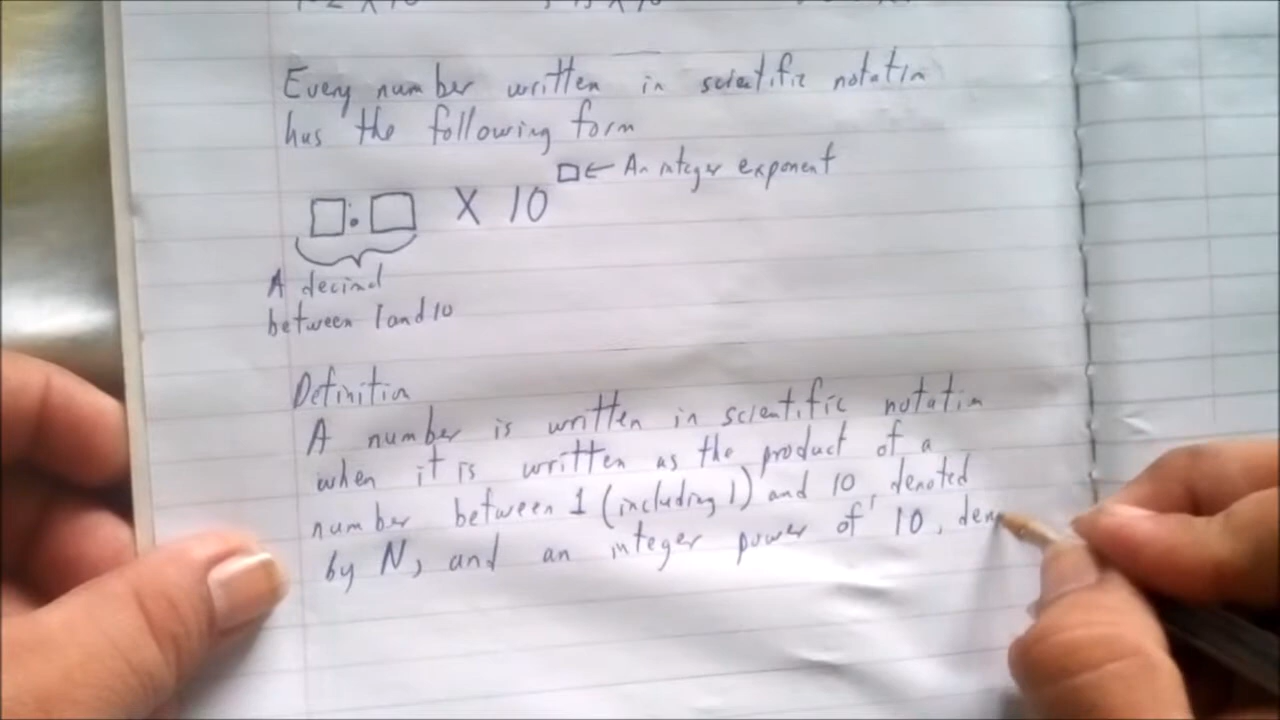 Every number written in scientific notation
has the following form
□.□ X 10 □ ← An integer exponent
A decimal
between 1 and 10
Definition
A number is written in scientific notation
when it is written as the product of a
number between 1 (including 1) and 10, denoted
by N, and an integer power of 10, den